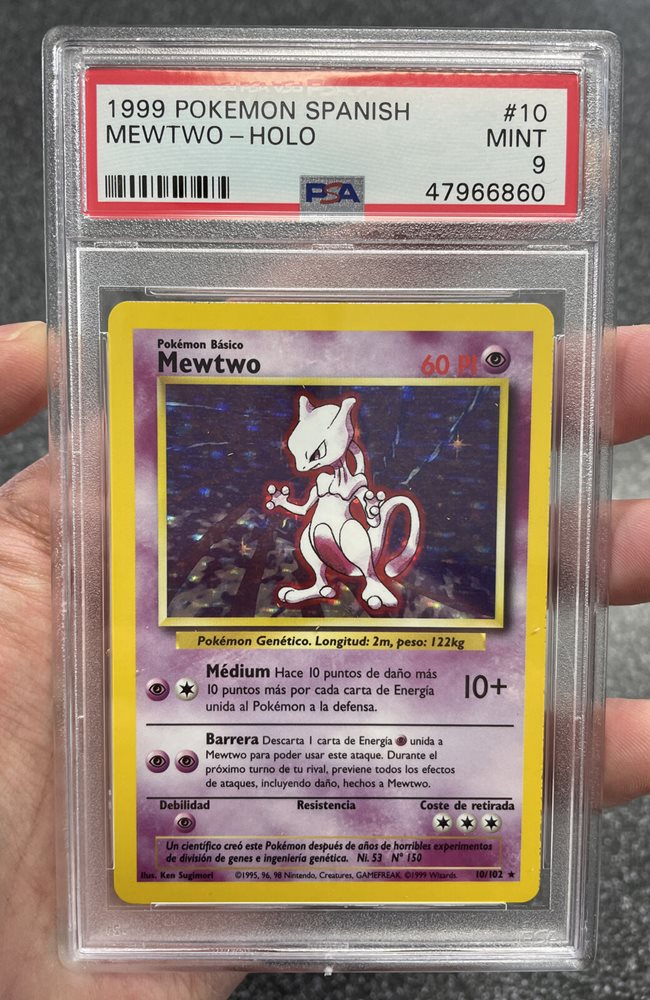 1999 POKEMON SPANISH #10
MEWTWO – HOLO MINT
9
PSA 47966860
Pokémon Básico
Mewtwo 60 PI
Pokémon Genético. Longitud: 2m, peso: 122kg
Médium Hace 10 puntos de daño más
10 puntos más por cada carta de Energía
unida al Pokémon a la defensa.
10+
Barrera Descarta 1 carta de Energía unida a
Mewtwo para poder usar este ataque. Durante el
próximo turno de tu rival, previene todos los efectos
de ataques, incluyendo daño, hechos a Mewtwo.
Debilidad Resistencia Coste de retirada
Un científico creó este Pokémon después de años de horribles experimentos
de división de genes e ingeniería genética. NI. 53 N° 150
Ilus. Ken Sugimori ©1995, 96, 98 Nintendo, Creatures, GAMEFREAK. ©1999 Wizards. 10/102 ★